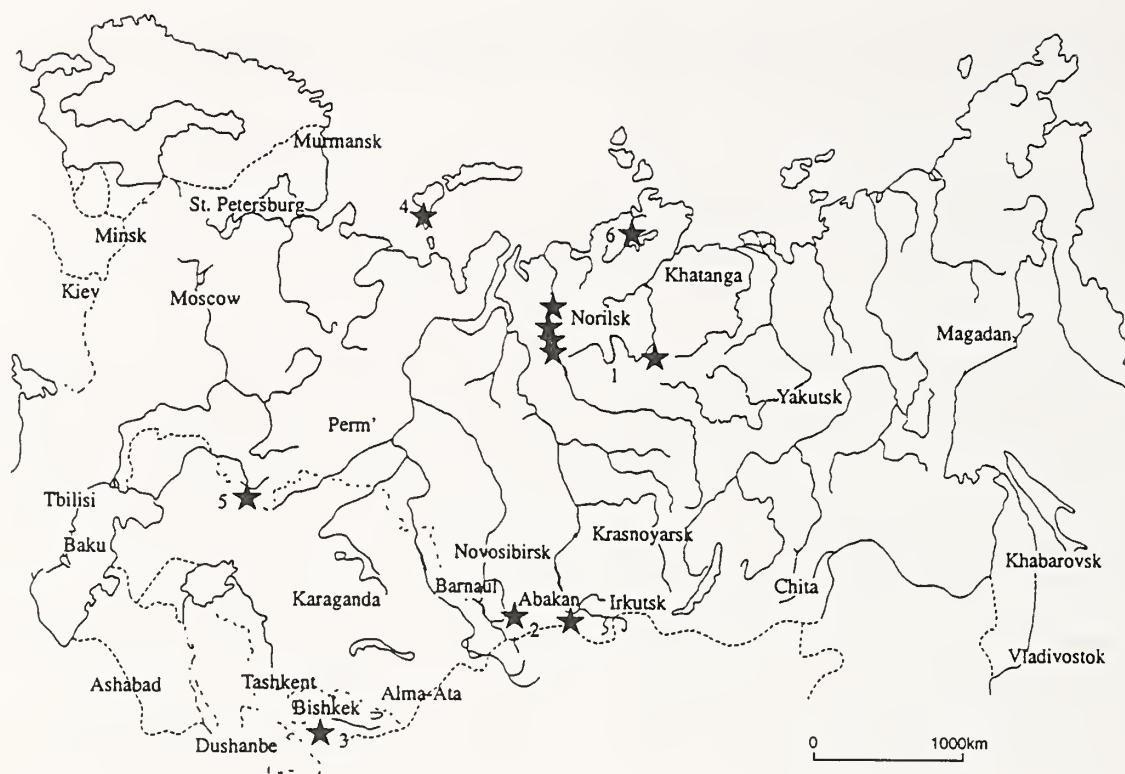 Murmansk
4
St. Petersburg
6
Minsk
Khatanga
Kiev
Moscow
Norilsk
Magadan
1
Yakutsk
Perm'
Tbilisi
5
Krasnoyarsk
Baku
Novosibirsk
Khabarovsk
Barnaul
Chita
Karaganda
Abakan
Irkutsk
2
Vladivostok
Ashabad
Tashkent
Alma-Ata
Bishkek
Dushanbe
3
0 1000km